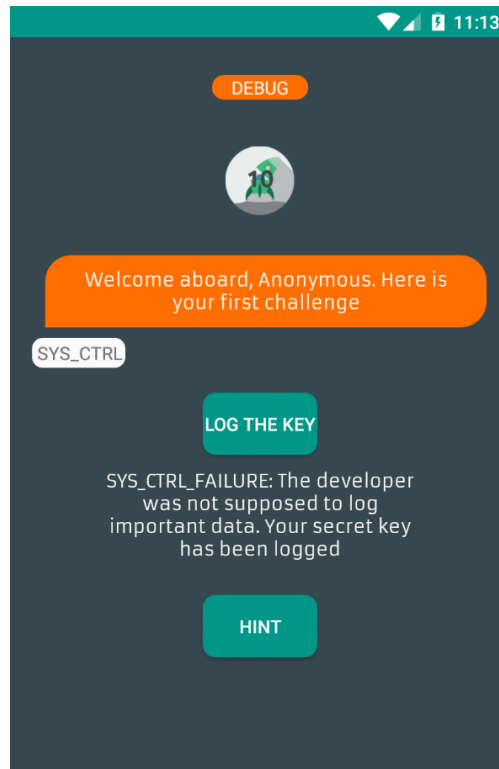 11:13
DEBUG
10
Welcome aboard, Anonymous. Here is
your first challenge
SYS_CTRL
LOG THE KEY
SYS_CTRL_FAILURE: The developer
was not supposed to log
important data. Your secret key
has been logged
HINT